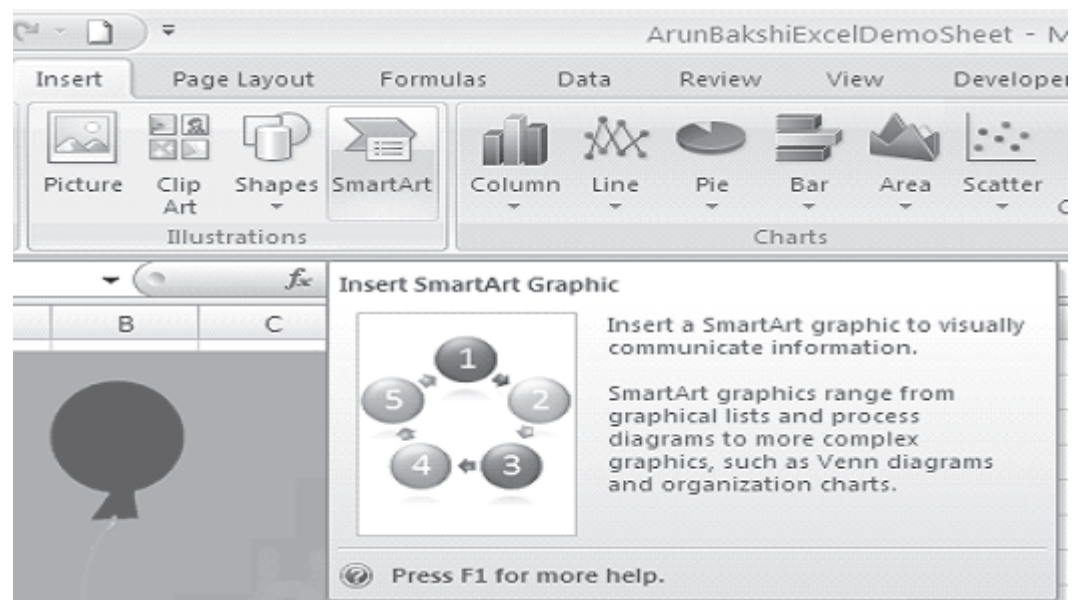 ArunBakshiExcelDemoSheet - M
Insert Page Layout Formulas Data Review View Developer
Picture Clip Art Shapes SmartArt Column Line Pie Bar Area Scatter
Illustrations Charts
fx
B C
Insert SmartArt Graphic
1
2
3
4
5
Insert a SmartArt graphic to visually
communicate information.
SmartArt graphics range from
graphical lists and process
diagrams to more complex
graphics, such as Venn diagrams
and organization charts.
Press F1 for more help.